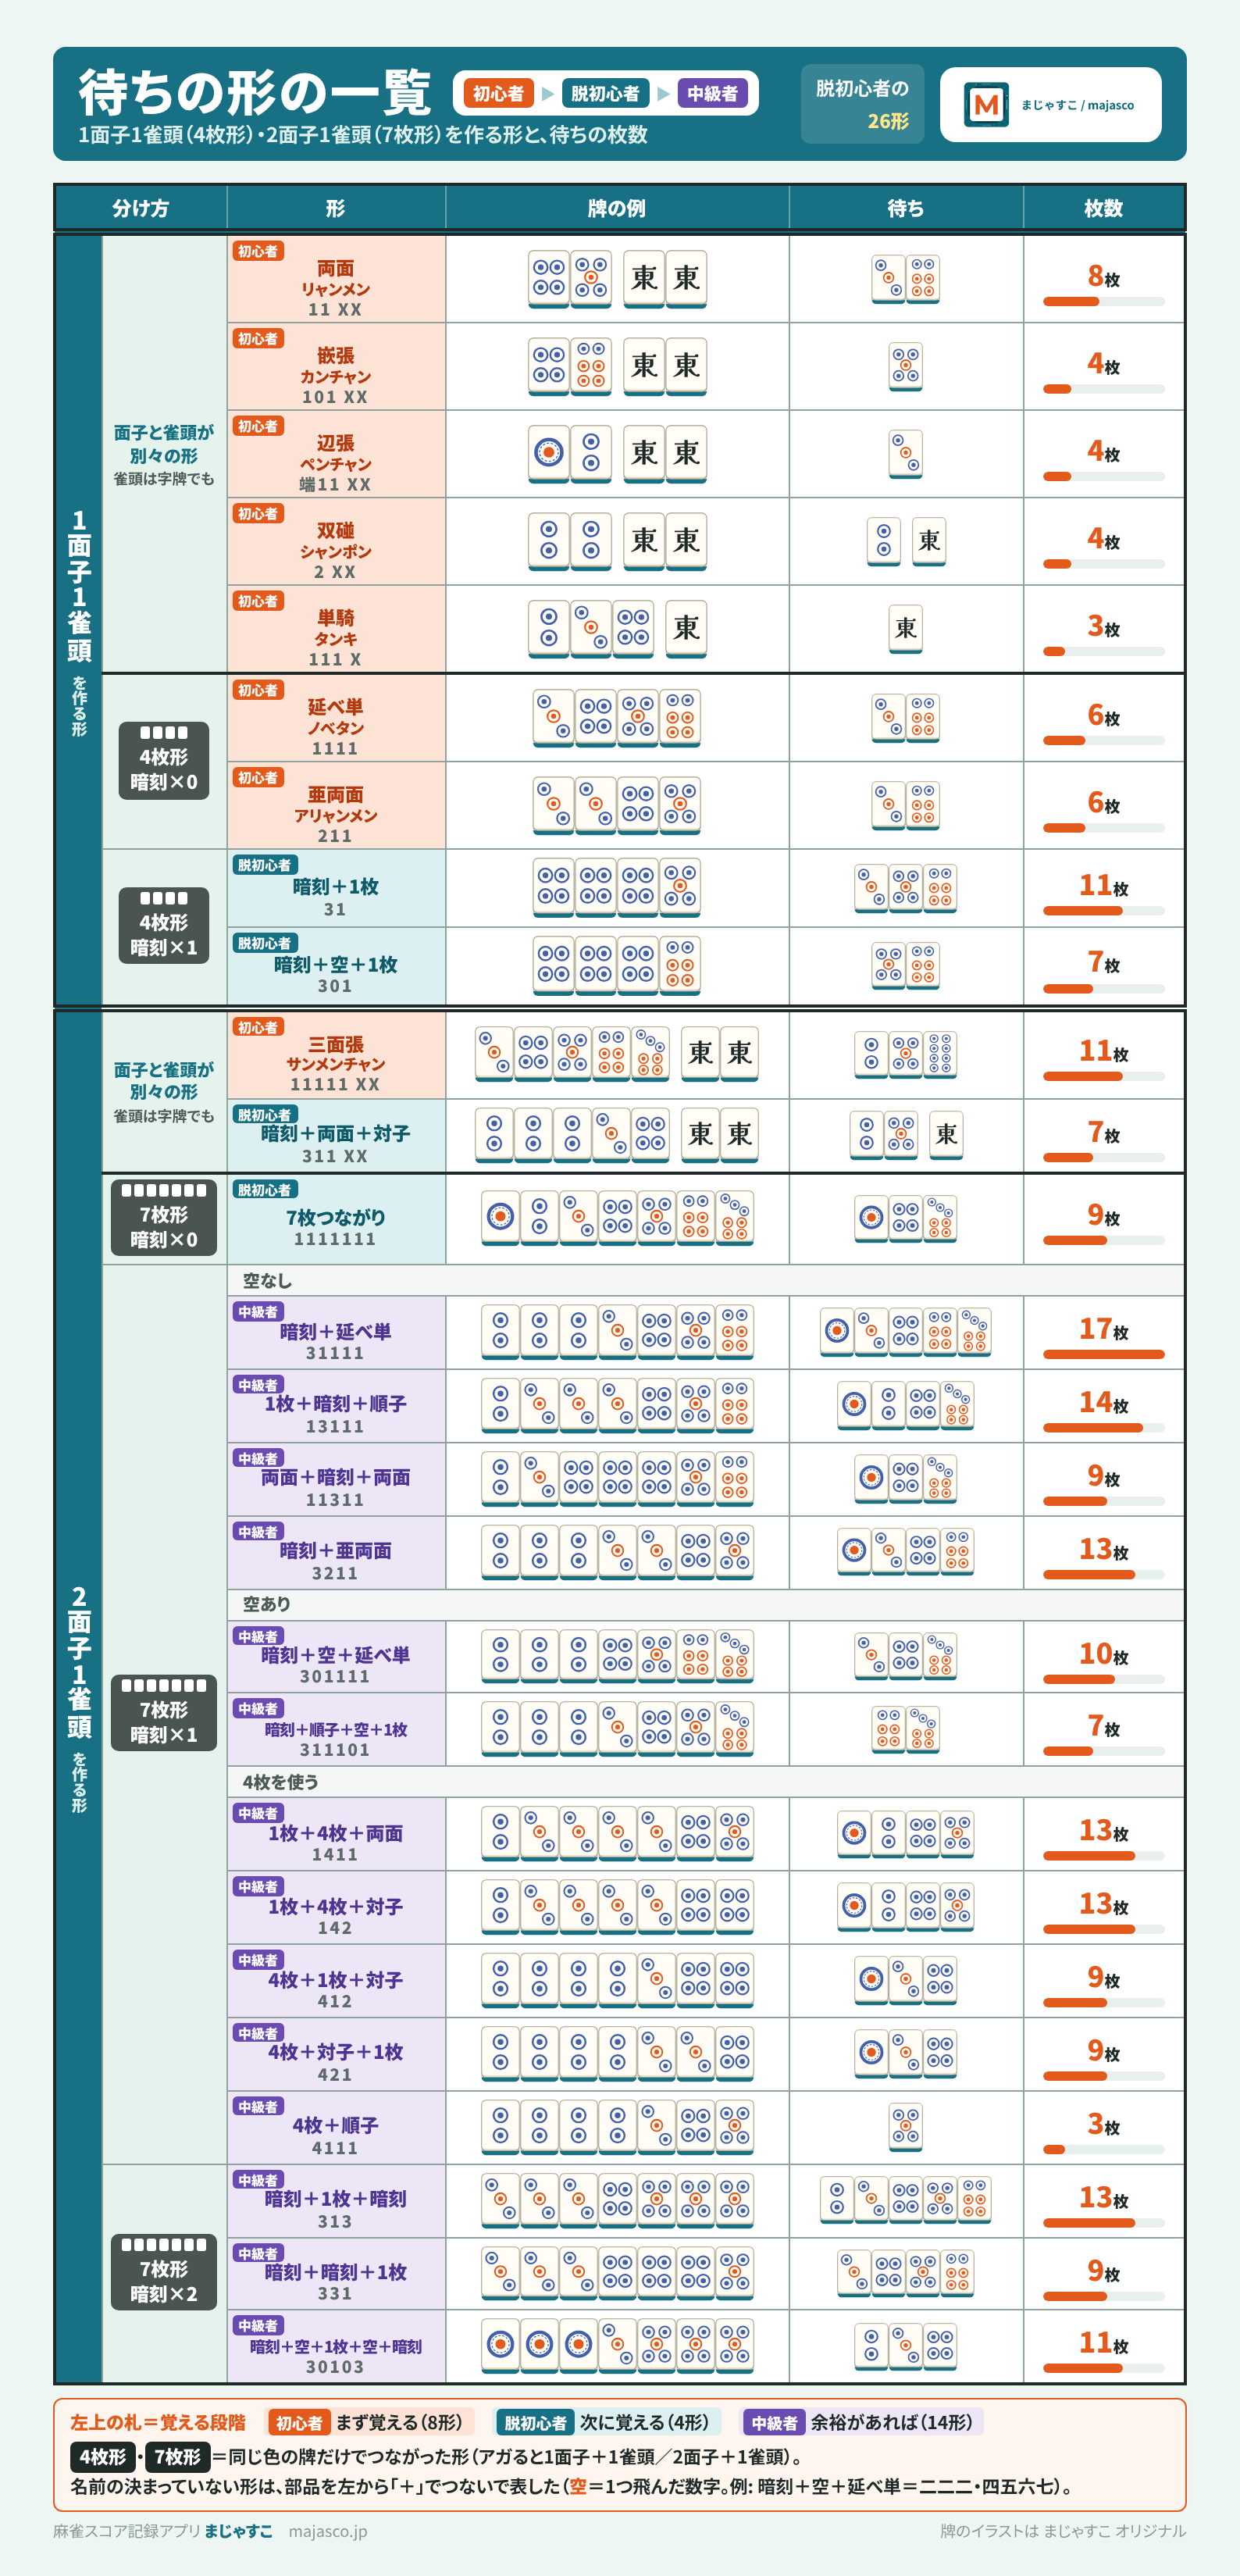 待ちの形の一覧
初心者 ▶ 脱初心者 ▶ 中級者
1面子1雀頭（4枚形）・2面子1雀頭（7枚形）を作る形と、待ちの枚数
脱初心者の
26形
M
まじゃすこ / majasco
分け方 形 牌の例 待ち 枚数
1面子1雀頭 を作る形
面子と雀頭が
別々の形
雀頭は字牌でも
初心者
両面
リャンメン
11 XX
東 東
8枚
初心者
嵌張
カンチャン
101 XX
東 東
4枚
初心者
辺張
ペンチャン
端11 XX
東 東
4枚
初心者
双碰
シャンポン
2 XX
東 東
東
4枚
初心者
単騎
タンキ
111 X
東
東
3枚
4枚形
暗刻×0
初心者
延べ単
ノベタン
1111
6枚
初心者
亜両面
アリャンメン
211
6枚
4枚形
暗刻×1
脱初心者
暗刻＋1枚
31
11枚
脱初心者
暗刻＋空＋1枚
301
7枚
2面子1雀頭 を作る形
面子と雀頭が
別々の形
雀頭は字牌でも
初心者
三面張
サンメンチャン
11111 XX
東 東
11枚
脱初心者
暗刻＋両面＋対子
311 XX
東 東
東
7枚
7枚形
暗刻×0
脱初心者
7枚つながり
1111111
9枚
7枚形
暗刻×1
空なし
中級者
暗刻＋延べ単
31111
17枚
中級者
1枚＋暗刻＋順子
13111
14枚
中級者
両面＋暗刻＋両面
11311
9枚
中級者
暗刻＋亜両面
3211
13枚
空あり
中級者
暗刻＋空＋延べ単
301111
10枚
中級者
暗刻＋順子＋空＋1枚
311101
7枚
4枚を使う
中級者
1枚＋4枚＋両面
1411
13枚
中級者
1枚＋4枚＋対子
142
13枚
中級者
4枚＋1枚＋対子
412
9枚
中級者
4枚＋対子＋1枚
421
9枚
中級者
4枚＋順子
4111
3枚
7枚形
暗刻×2
中級者
暗刻＋1枚＋暗刻
313
13枚
中級者
暗刻＋暗刻＋1枚
331
9枚
中級者
暗刻＋空＋1枚＋空＋暗刻
30103
11枚
左上の札＝覚える段階 初心者 まず覚える（8形） 脱初心者 次に覚える（4形） 中級者 余裕があれば（14形）
4枚形・7枚形＝同じ色の牌だけでつながった形（アガると1面子＋1雀頭／2面子＋1雀頭）。
名前の決まっていない形は、部品を左から「＋」でつないで表した（空＝1つ飛んだ数字。例: 暗刻＋空＋延べ単＝二二二・四五六七）。
麻雀スコア記録アプリ まじゃすこ majasco.jp
牌のイラストは まじゃすこ オリジナル